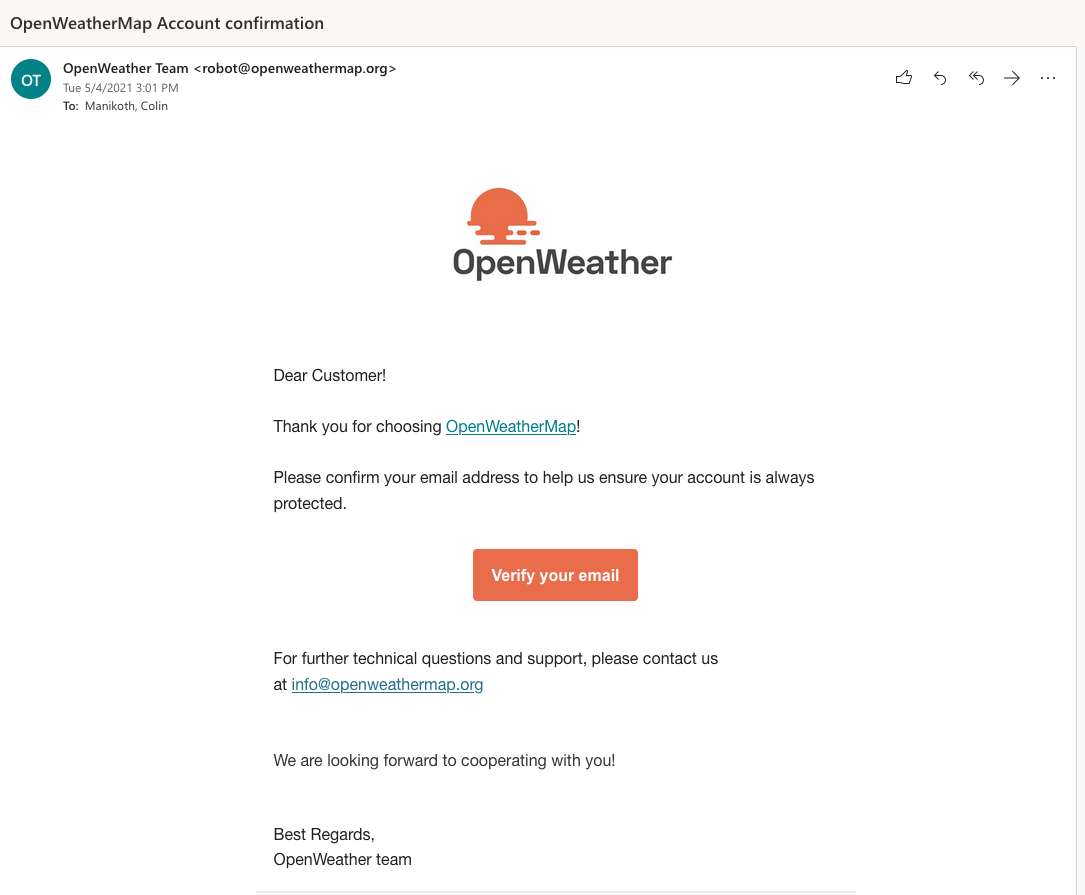 OpenWeatherMap Account confirmation
OT
OpenWeather Team <robot@openweathermap.org>
Tue 5/4/2021 3:01 PM
To: Manikoth, Colin
OpenWeather
Dear Customer!
Thank you for choosing OpenWeatherMap!
Please confirm your email address to help us ensure your account is always
protected.
Verify your email
For further technical questions and support, please contact us
at info@openweathermap.org
We are looking forward to cooperating with you!
Best Regards,
OpenWeather team